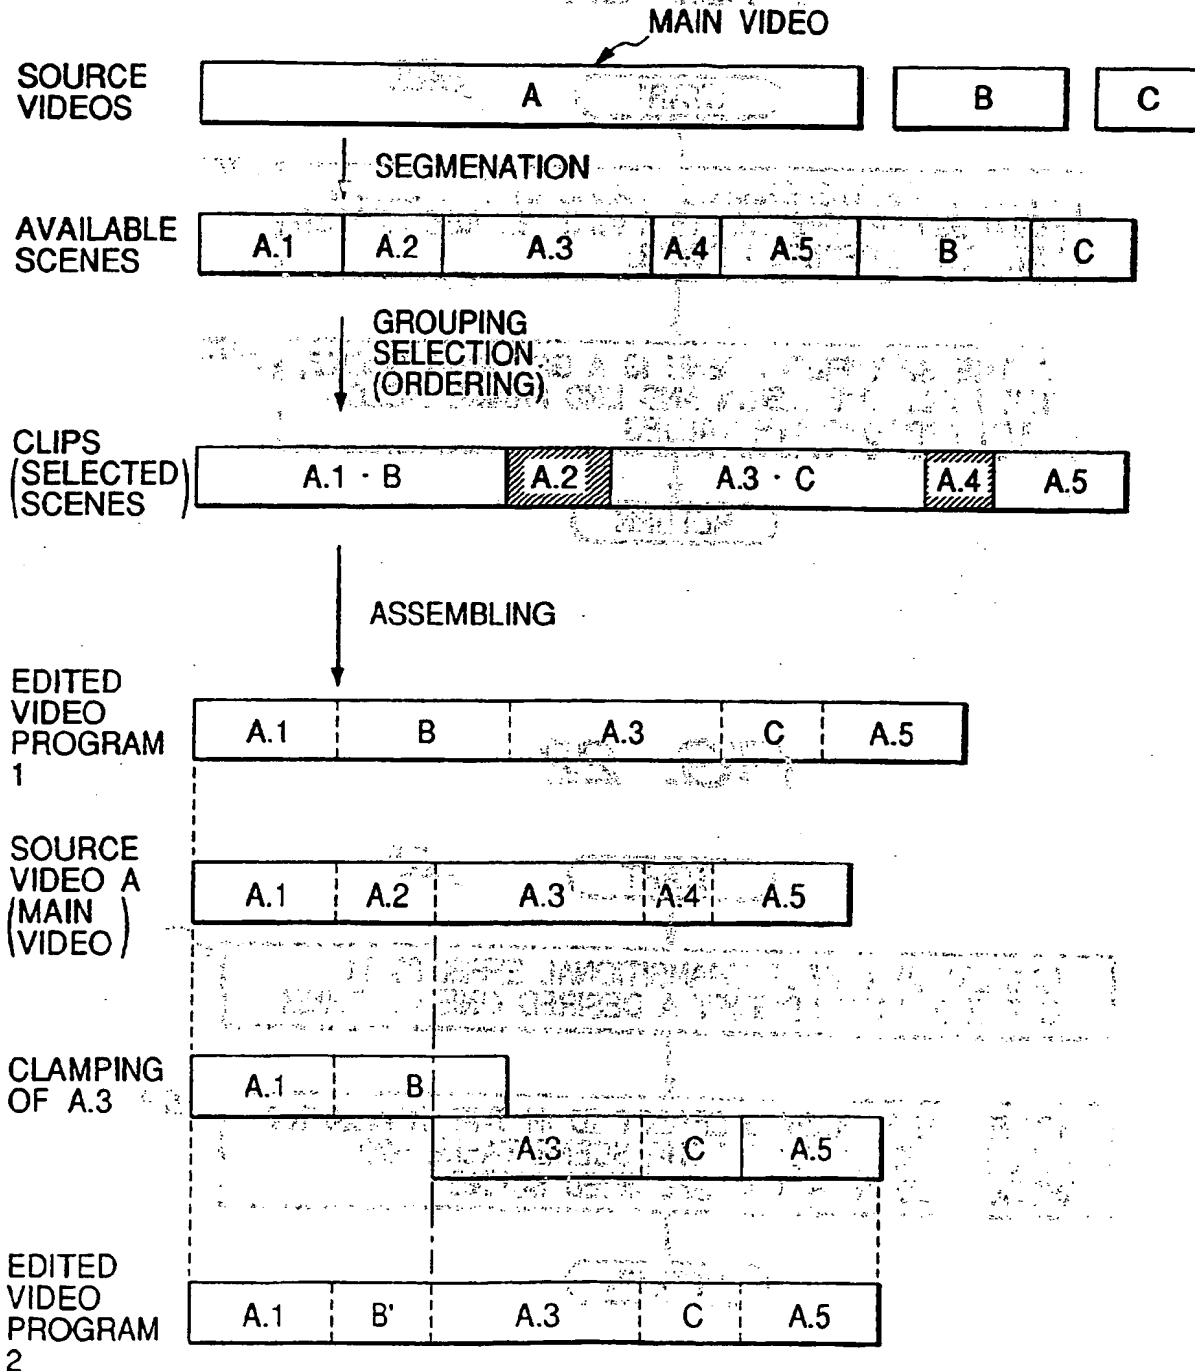 MAIN VIDEO
SOURCE
VIDEOS
A
B
C
SEGMENATION
AVAILABLE
SCENES
A.1
A.2
A.3
A.4
A.5
B
C
GROUPING
SELECTION
(ORDERING)
CLIPS
(SELECTED)
SCENES
A.1 · B
A.2
A.3 · C
A.4
A.5
ASSEMBLING
EDITED
VIDEO
PROGRAM
1
A.1
B
A.3
C
A.5
SOURCE
VIDEO A
(MAIN
VIDEO)
A.1
A.2
A.3
A.4
A.5
CLAMPING
OF A.3
A.1
B
A.3
C
A.5
EDITED
VIDEO
PROGRAM
2
A.1
B'
A.3
C
A.5